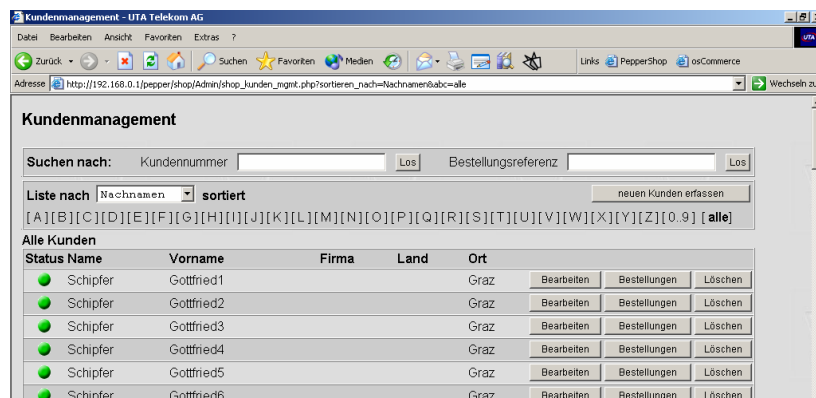 Kundenmanagement - UTA Telekom AG
Datei Bearbeiten Ansicht Favoriten Extras ?
Zurück Suchen Favoriten Medien Links PepperShop osCommerce
UTA
Adresse http://192.168.0.1/pepper/shop/Admin/shop_kunden_mgmt.php?sortieren_nach=Nachnamen&abc=alle Wechseln zu
Kundenmanagement
Suchen nach: Kundennummer Los Bestellungsreferenz Los
Liste nach Nachnamen sortiert neuen Kunden erfassen
[ A ][ B ][ C ][ D ][ E ][ F ][ G ][ H ][ I ][ J ][ K ][ L ][ M ][ N ][ O ][ P ][ Q ][ R ][ S ][ T ][ U ][ V ][ W ][ X ][ Y ][ Z ][ 0..9 ] [ alle]
Alle Kunden
Status Name Vorname Firma Land Ort
Schipfer Gottfried1 Graz Bearbeiten Bestellungen Löschen
Schipfer Gottfried2 Graz Bearbeiten Bestellungen Löschen
Schipfer Gottfried3 Graz Bearbeiten Bestellungen Löschen
Schipfer Gottfried4 Graz Bearbeiten Bestellungen Löschen
Schipfer Gottfried5 Graz Bearbeiten Bestellungen Löschen
Schipfer Gottfried6 Graz Bearbeiten Bestellungen Löschen